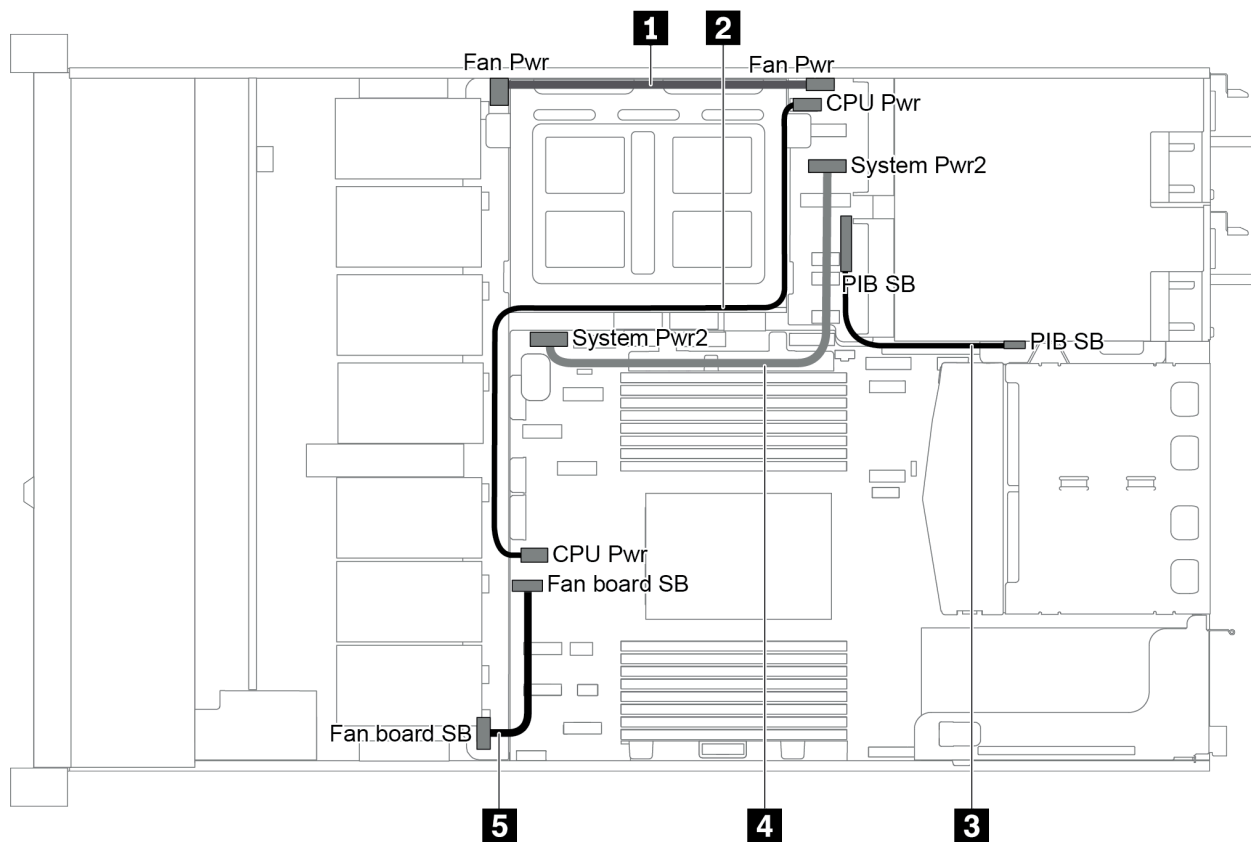 1
2
Fan Pwr
Fan Pwr
CPU Pwr
System Pwr2
PIB SB
System Pwr2
PIB SB
CPU Pwr
Fan board SB
Fan board SB
5
4
3